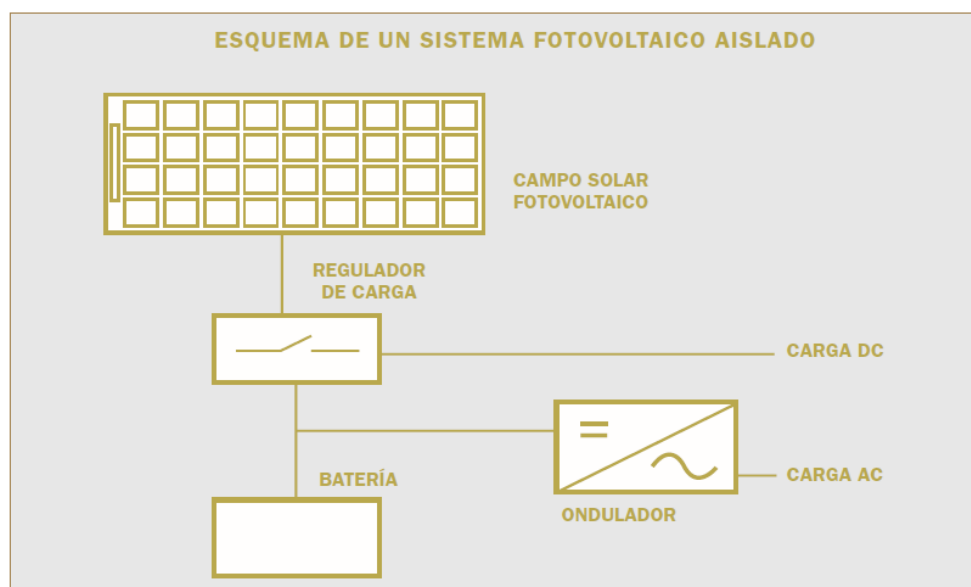 ESQUEMA DE UN SISTEMA FOTOVOLTAICO AISLADO
CAMPO SOLAR
FOTOVOLTAICO
REGULADOR
DE CARGA
CARGA DC
BATERÍA
CARGA AC
ONDULADOR